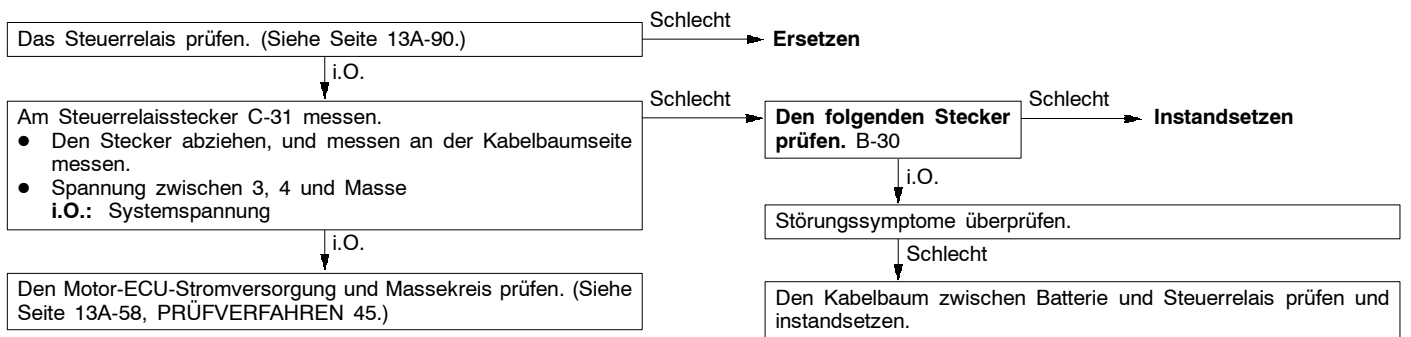 Das Steuerrelais prüfen. (Siehe Seite 13A-90.)
Schlecht
Ersetzen
i.O.
Am Steuerrelaisstecker C-31 messen.
● Den Stecker abziehen, und messen an der Kabelbaumseite
messen.
● Spannung zwischen 3, 4 und Masse
i.O.: Systemspannung
Schlecht
Den folgenden Stecker
prüfen. B-30
Schlecht
Instandsetzen
i.O.
Störungssymptome überprüfen.
Schlecht
Den Kabelbaum zwischen Batterie und Steuerrelais prüfen und
instandsetzen.
i.O.
Den Motor-ECU-Stromversorgung und Massekreis prüfen. (Siehe
Seite 13A-58, PRÜFVERFAHREN 45.)